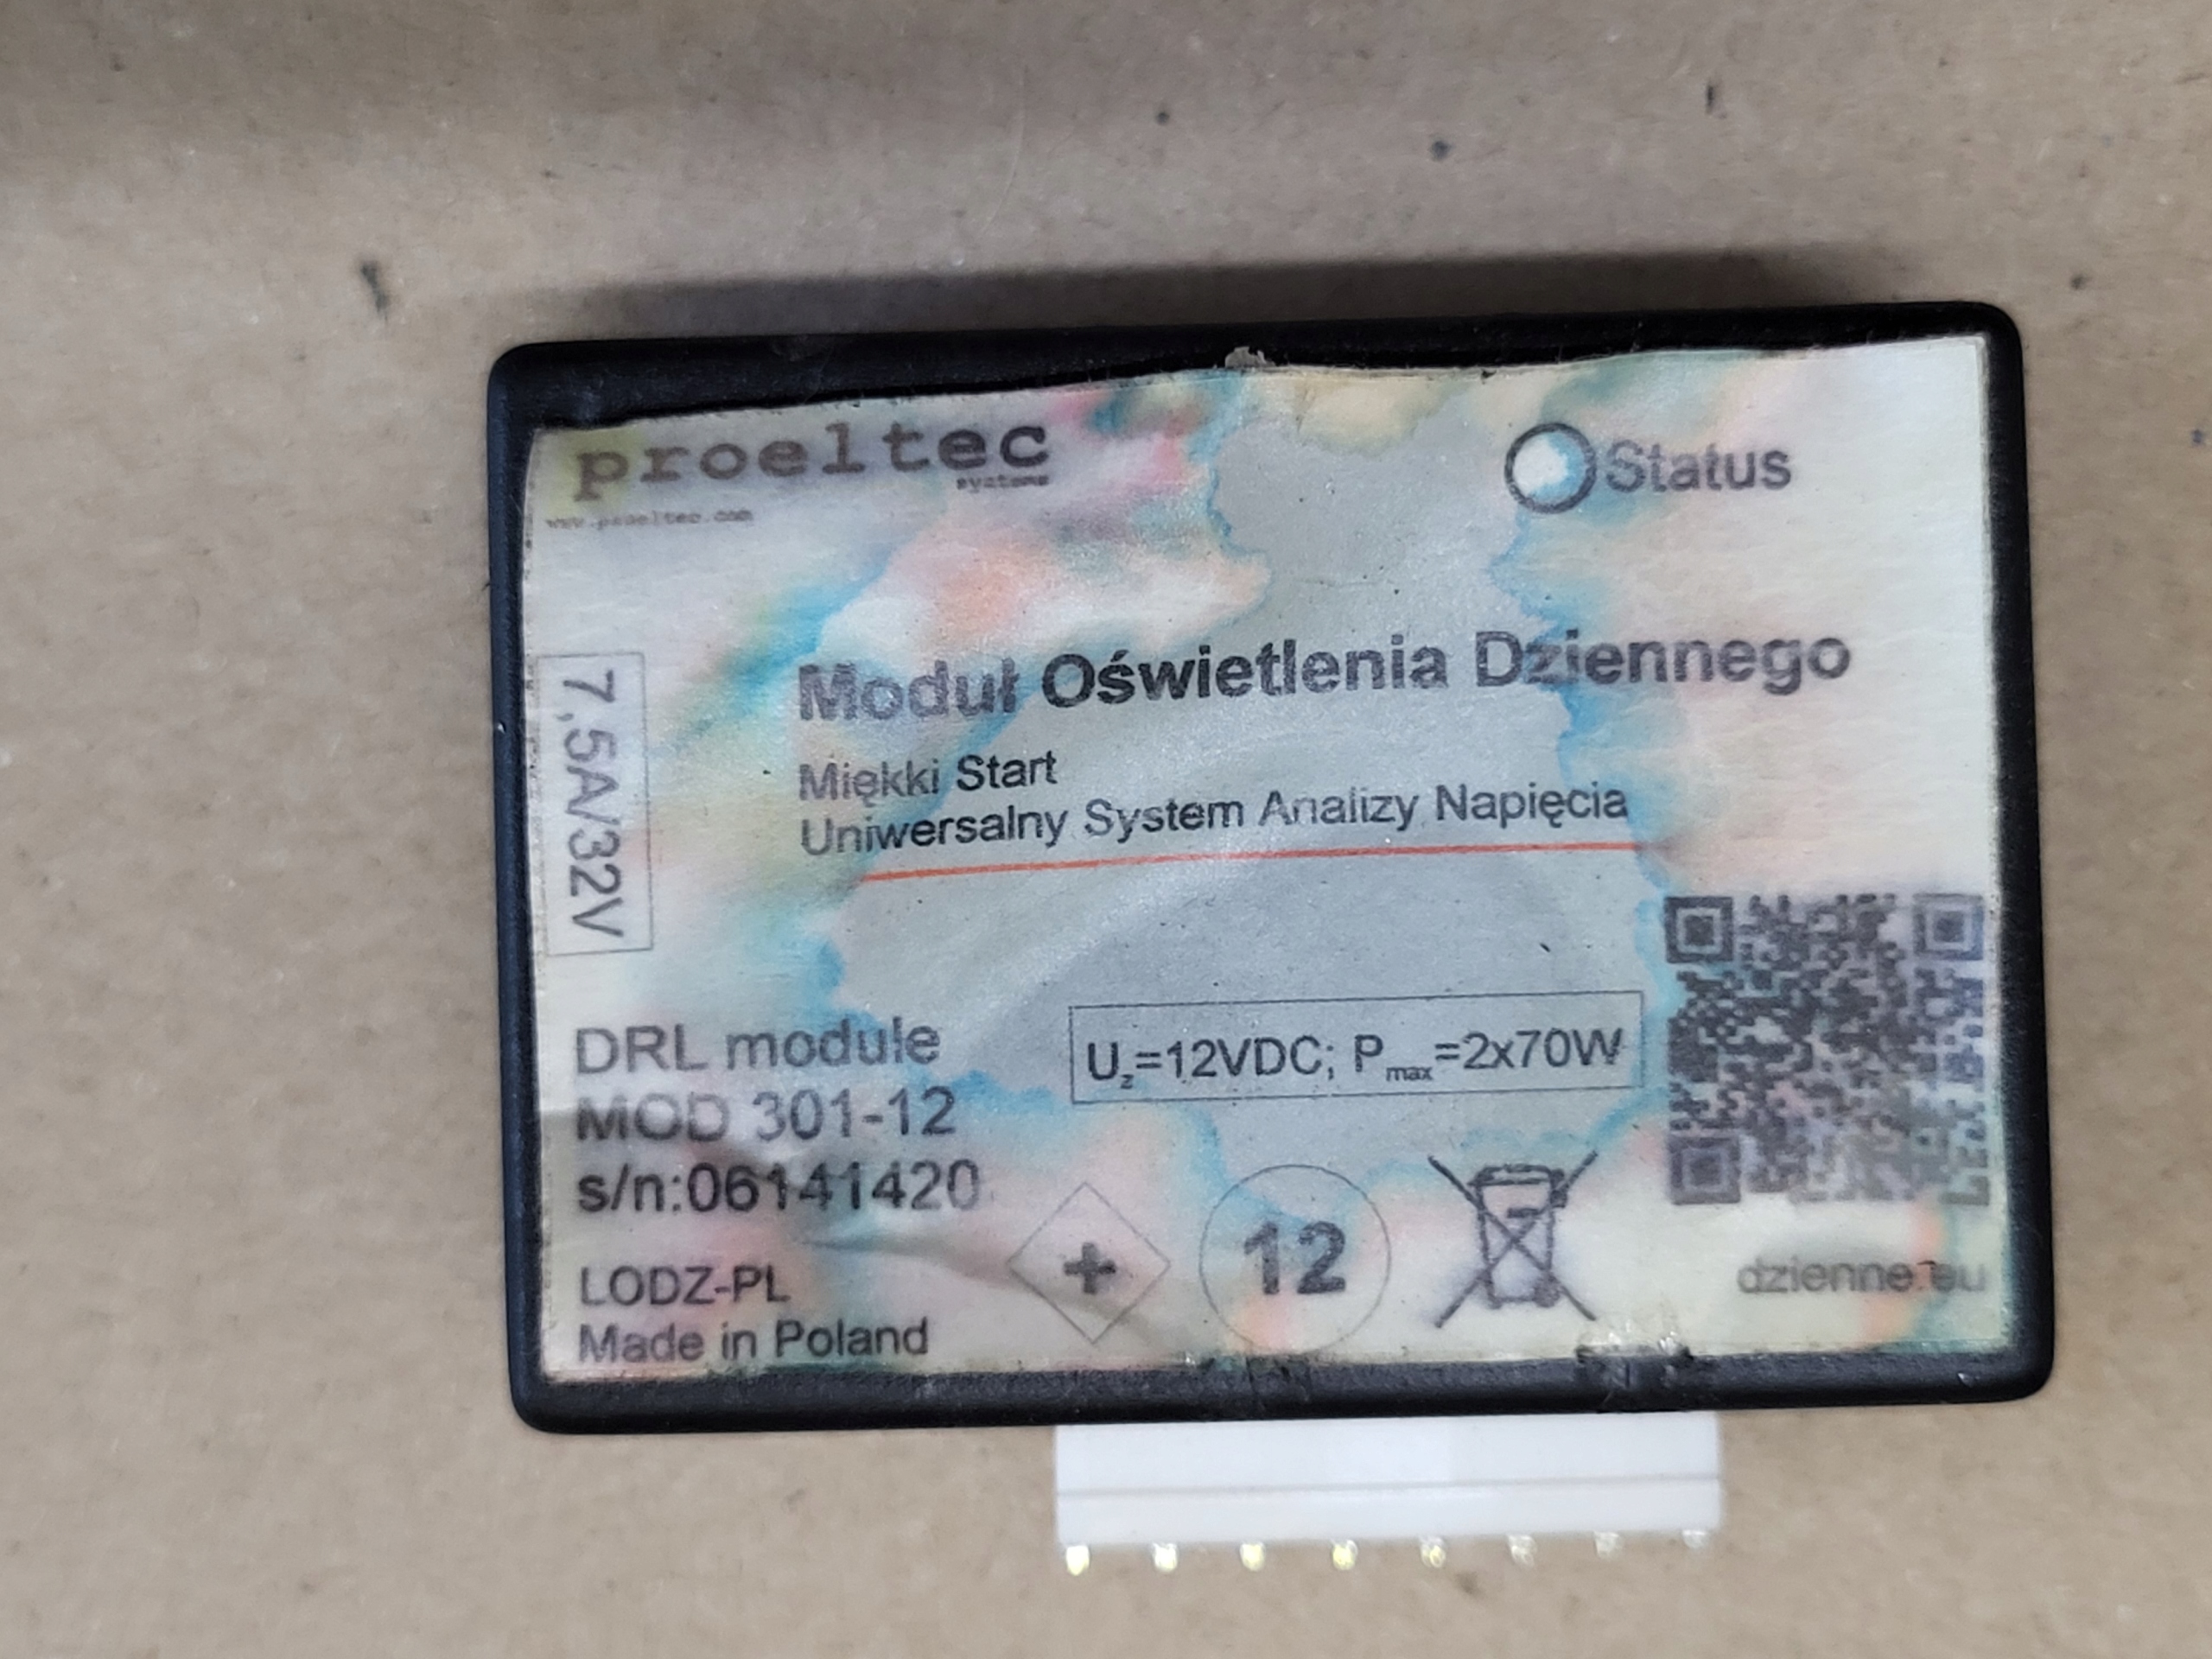 proeltec
systems
www.proeltec.com
Status
7,5A/32V
Moduł Oświetlenia Dziennego
Miękki Start
Uniwersalny System Analizy Napięcia
DRL module
MOD 301-12
s/n:06141420
Uz=12VDC; Pmax=2x70W
LODZ-PL
Made in Poland
+
12
dzienne.eu